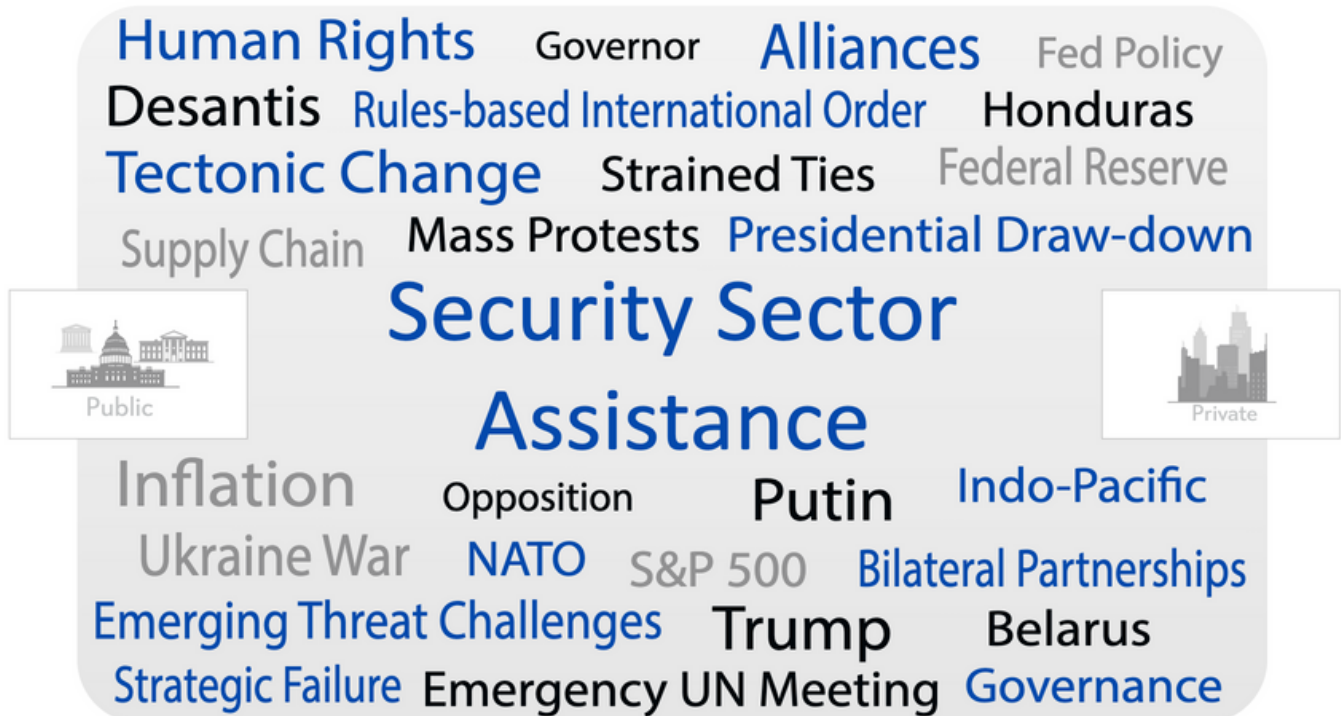 Human Rights Governor Alliances Fed Policy
Desantis Rules-based International Order Honduras
Tectonic Change Strained Ties Federal Reserve
Supply Chain Mass Protests Presidential Draw-down
Security Sector
Public Assistance Private
Inflation Opposition Putin Indo-Pacific
Ukraine War NATO S&P 500 Bilateral Partnerships
Emerging Threat Challenges Trump Belarus
Strategic Failure Emergency UN Meeting Governance